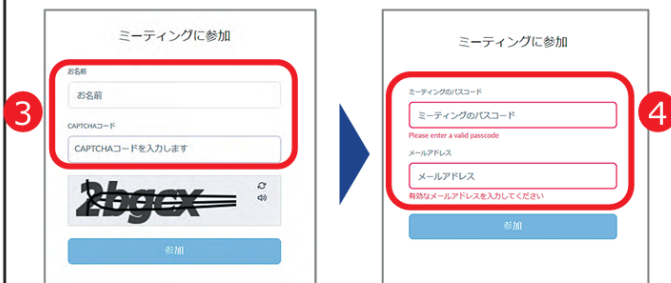 ミーティングに参加
お名前
お名前
CAPTCHAコード
CAPTCHAコードを入力します
2bgcx
参加
3
ミーティングに参加
ミーティングのパスコード
ミーティングのパスコード
Please enter a valid passcode
メールアドレス
メールアドレス
有効なメールアドレスを入力してください
参加
4